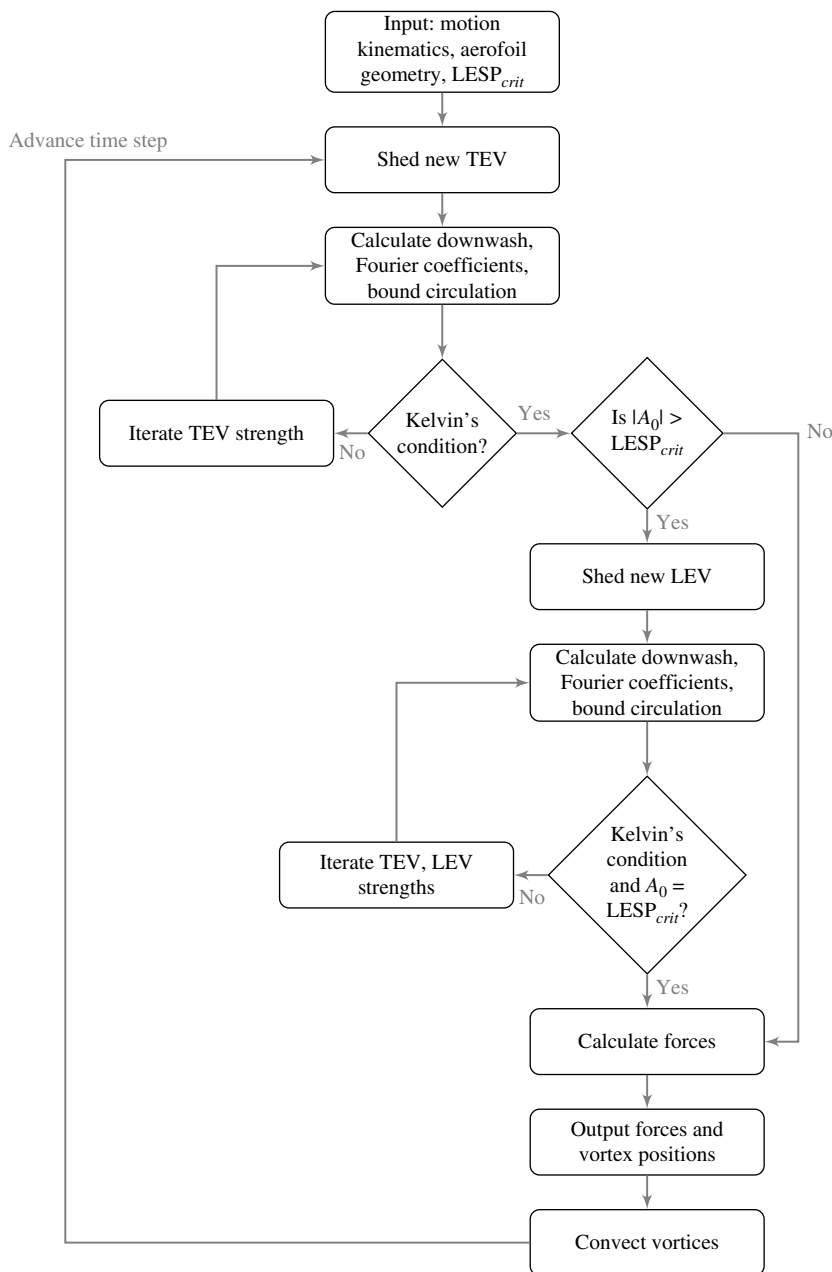 Input: motion
kinematics, aerofoil
geometry, LESP_crit
Advance time step
Shed new TEV
Calculate downwash,
Fourier coefficients,
bound circulation
Iterate TEV strength
No
Kelvin's
condition?
Yes
Is |A_0| >
LESP_crit
No
Yes
Shed new LEV
Calculate downwash,
Fourier coefficients,
bound circulation
Iterate TEV, LEV
strengths
No
Kelvin's
condition
and A_0 =
LESP_crit?
Yes
Calculate forces
Output forces and
vortex positions
Convect vortices